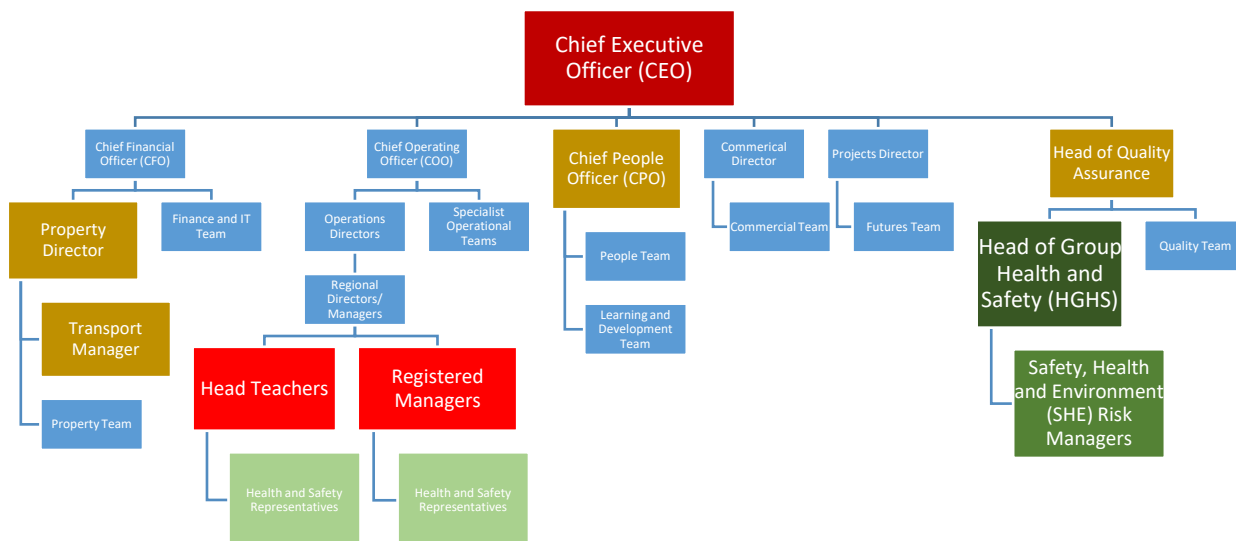 Chief Executive
Officer (CEO)
Chief Financial
Officer (CFO)
Chief Operating
Officer (COO)
Chief People
Officer (CPO)
Commerical
Director
Projects Director
Head of Quality
Assurance
Property
Director
Finance and IT
Team
Operations
Directors
Specialist
Operational
Teams
People Team
Commercial Team
Futures Team
Head of Group
Health and
Safety (HGHS)
Quality Team
Transport
Manager
Regional
Directors/
Managers
Learning and
Development
Team
Property Team
Head Teachers
Registered
Managers
Safety, Health
and Environment
(SHE) Risk
Managers
Health and Safety
Representatives
Health and Safety
Representatives